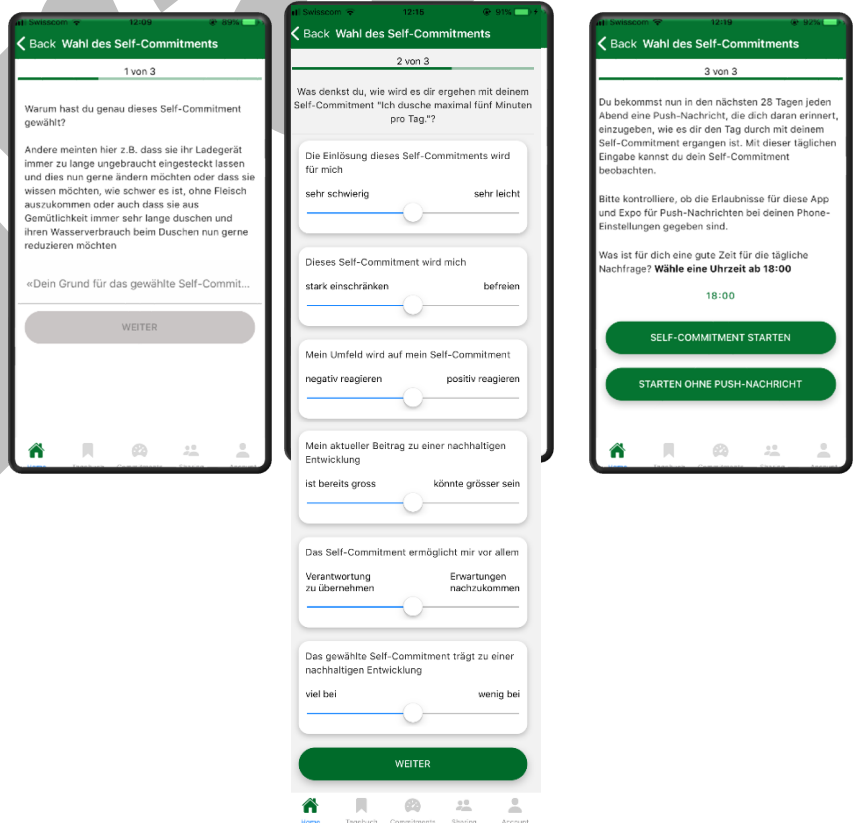 Swisscom 12:09 89%
Back Wahl des Self-Commitments
1 von 3
Warum hast du genau dieses Self-Commitment
gewählt?
Andere meinten hier z.B. dass sie ihr Ladegerät
immer zu lange ungebraucht eingesteckt lassen
und dies nun gerne ändern möchten oder dass sie
wissen möchten, wie schwer es ist, ohne Fleisch
auszukommen oder auch dass sie aus
Gemütlichkeit immer sehr lange duschen und
ihren Wasserverbrauch beim Duschen nun gerne
reduzieren möchten
«Dein Grund für das gewählte Self-Commit...
WEITER
Home Tagebuch Commitments Sharing Account
Swisscom 12:15 91%
Back Wahl des Self-Commitments
2 von 3
Was denkst du, wie wird es dir ergehen mit deinem
Self-Commitment "Ich dusche maximal fünf Minuten
pro Tag."?
Die Einlösung dieses Self-Commitments wird
für mich
sehr schwierig sehr leicht
Dieses Self-Commitment wird mich
stark einschränken befreien
Mein Umfeld wird auf mein Self-Commitment
negativ reagieren positiv reagieren
Mein aktueller Beitrag zu einer nachhaltigen
Entwicklung
ist bereits gross könnte grösser sein
Das Self-Commitment ermöglicht mir vor allem
Verantwortung Erwartungen
zu übernehmen nachzukommen
Das gewählte Self-Commitment trägt zu einer
nachhaltigen Entwicklung
viel bei wenig bei
WEITER
Home Tagebuch Commitments Sharing Account
Swisscom 12:19 92%
Back Wahl des Self-Commitments
3 von 3
Du bekommst nun in den nächsten 28 Tagen jeden
Abend eine Push-Nachricht, die dich daran erinnert,
einzugeben, wie es dir den Tag durch mit deinem
Self-Commitment ergangen ist. Mit dieser täglichen
Eingabe kannst du dein Self-Commitment
beobachten.
Bitte kontrolliere, ob die Erlaubnisse für diese App
und Expo für Push-Nachrichten bei deinen Phone-
Einstellungen gegeben sind.
Was ist für dich eine gute Zeit für die tägliche
Nachfrage? Wähle eine Uhrzeit ab 18:00
18:00
SELF-COMMITMENT STARTEN
STARTEN OHNE PUSH-NACHRICHT
Home Tagebuch Commitments Sharing Account